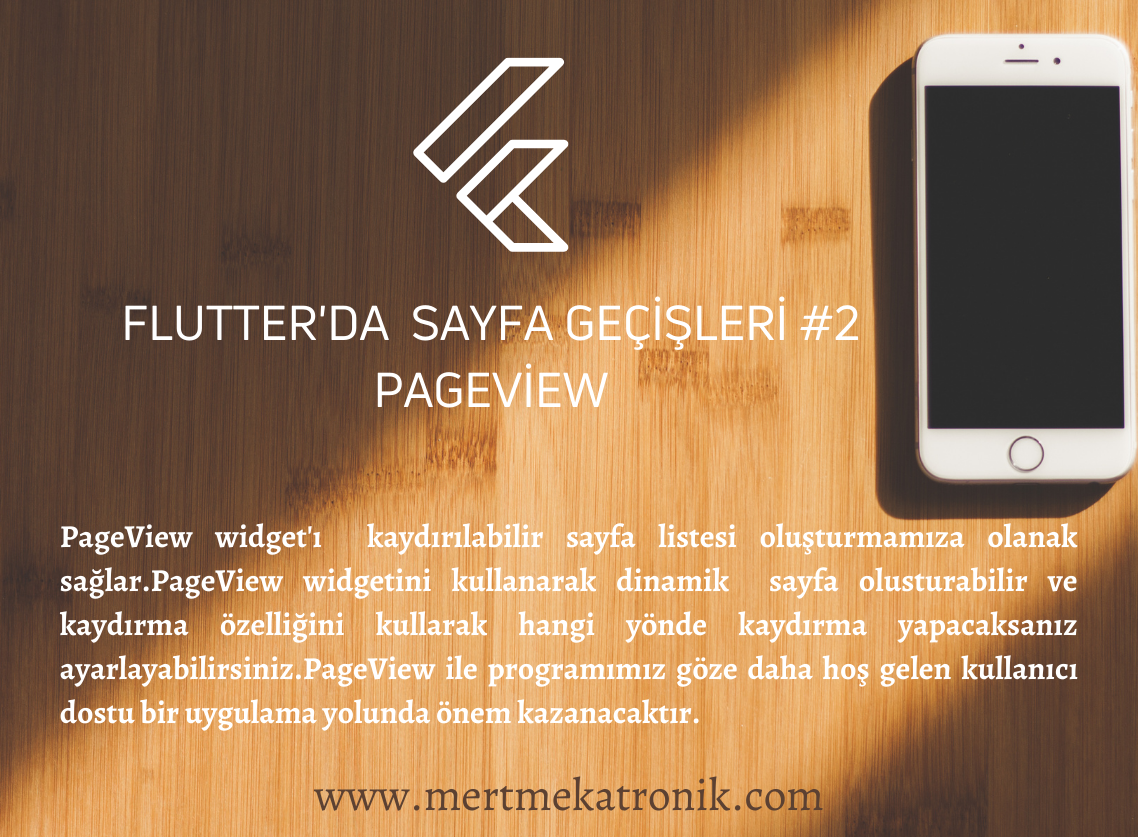 FLUTTER'DA SAYFA GEÇİŞLERİ #2
PAGEVİEW
PageView widget'ı kaydırılabilir sayfa listesi oluşturmamıza olanak
sağlar.PageView widgetini kullanarak dinamik sayfa olusturabilir ve
kaydırma özelliğini kullarak hangi yönde kaydırma yapacaksanız
ayarlayabilirsiniz.PageView ile programımız göze daha hoş gelen kullanıcı
dostu bir uygulama yolunda önem kazanacaktır.
www.mertmekatronik.com